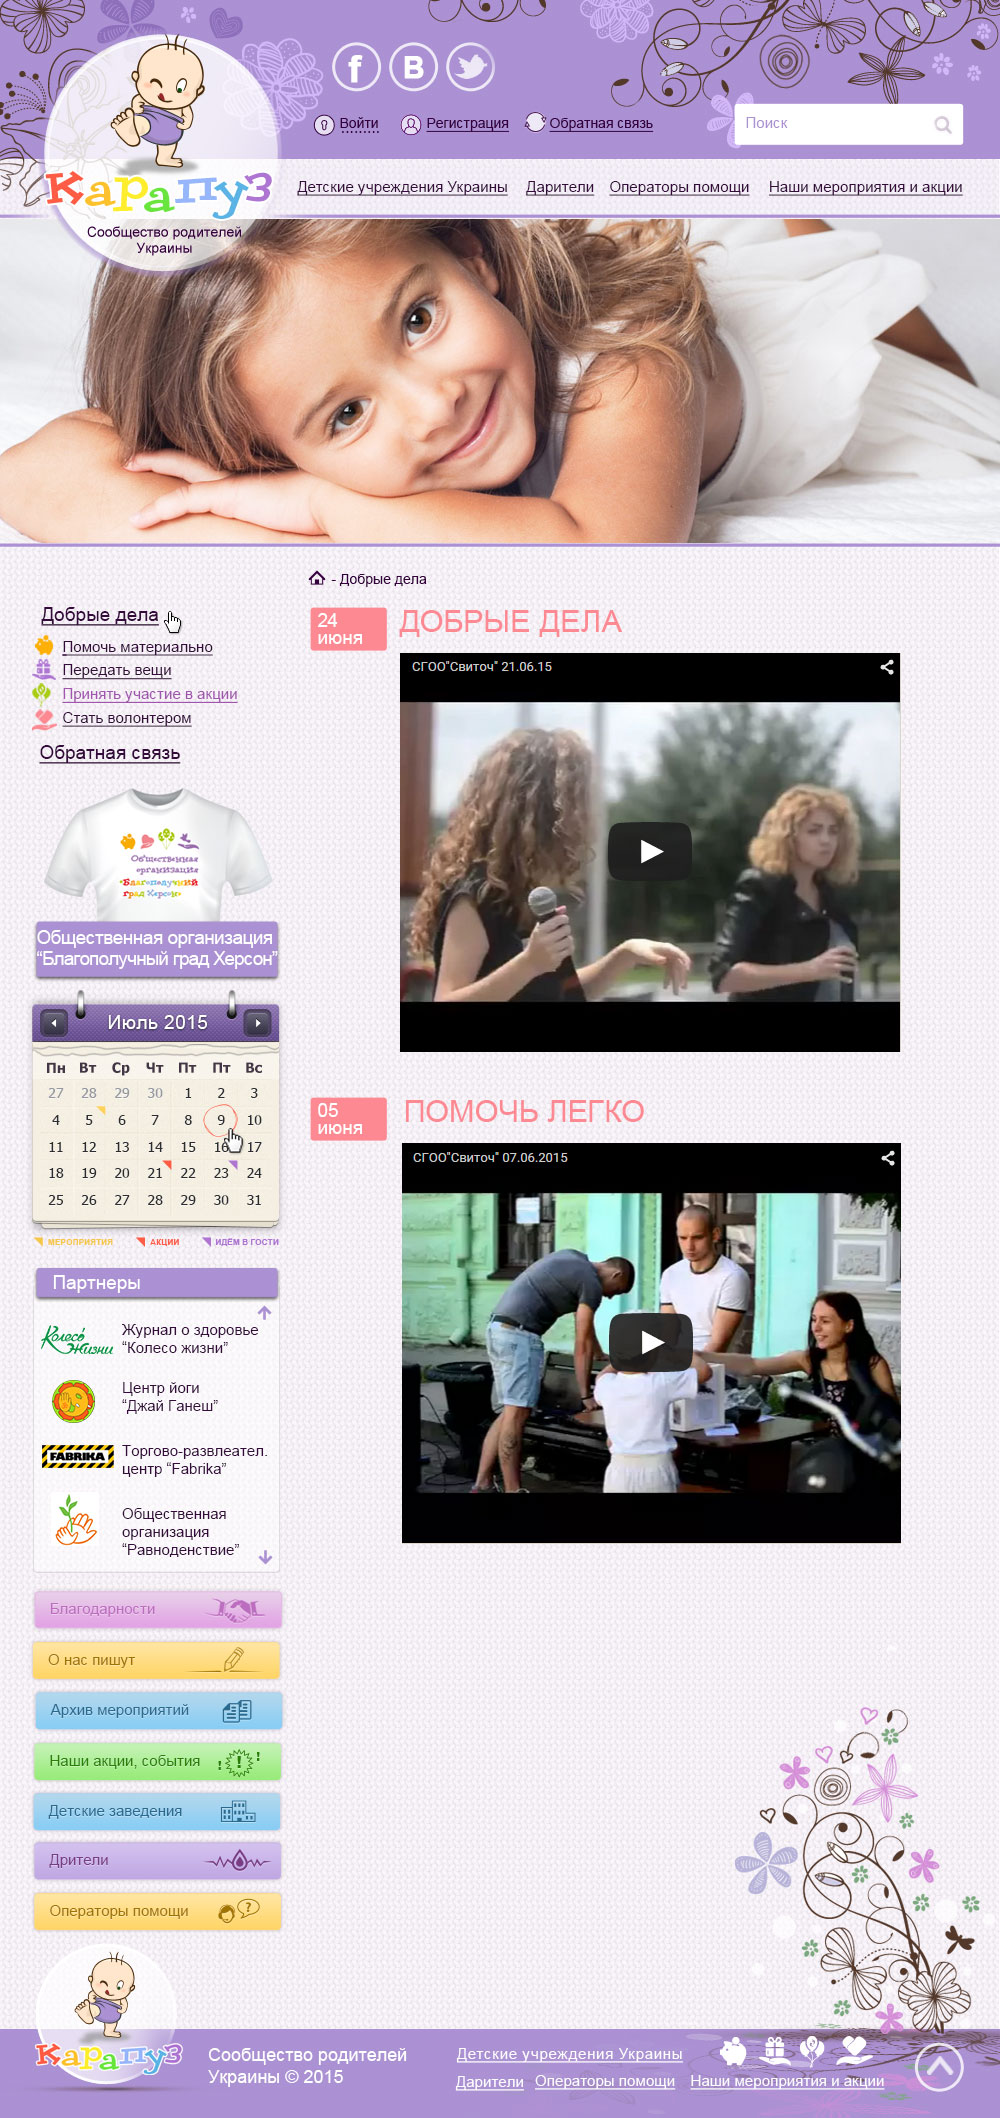 f B
Войти Регистрация Обратная связь
Поиск
Карапуз
Сообщество родителей
Украины
Детские учреждения Украины Дарители Операторы помощи Наши мероприятия и акции
- Добрые дела
Добрые дела
Помочь материально
Передать вещи
Принять участие в акции
Стать волонтером
Обратная связь
Общественная
организация
"Благополучний
град Херсон"
Общественная организация
“Благополучный град Херсон”
Июль 2015
Пн Вт Ср Чт Пт Пт Вс
27 28 29 30 1 2 3
4 5 6 7 8 9 10
11 12 13 14 15 16 17
18 19 20 21 22 23 24
25 26 27 28 29 30 31
МЕРОПРИЯТИЯ АКЦИИ ИДЕМ В ГОСТИ
Партнеры
Колесо Жизни
Журнал о здоровье
“Колесо жизни”
Центр йоги
“Джай Ганеш”
FABRIKA
Торгово-развлеател.
центр “Fabrika”
Общественная
организация
“Равноденствие”
Благодарности
О нас пишут
Архив мероприятий
Наши акции, события
Детские заведения
Дрители
Операторы помощи
24
ИЮНЯ
ДОБРЫЕ ДЕЛА
СГОО"Свиточ" 21.06.15
05
ИЮНЯ
ПОМОЧЬ ЛЕГКО
СГОО"Свиточ" 07.06.2015
Карапуз
Сообщество родителей
Украины © 2015
Детские учреждения Украины
Дарители Операторы помощи Наши мероприятия и акции